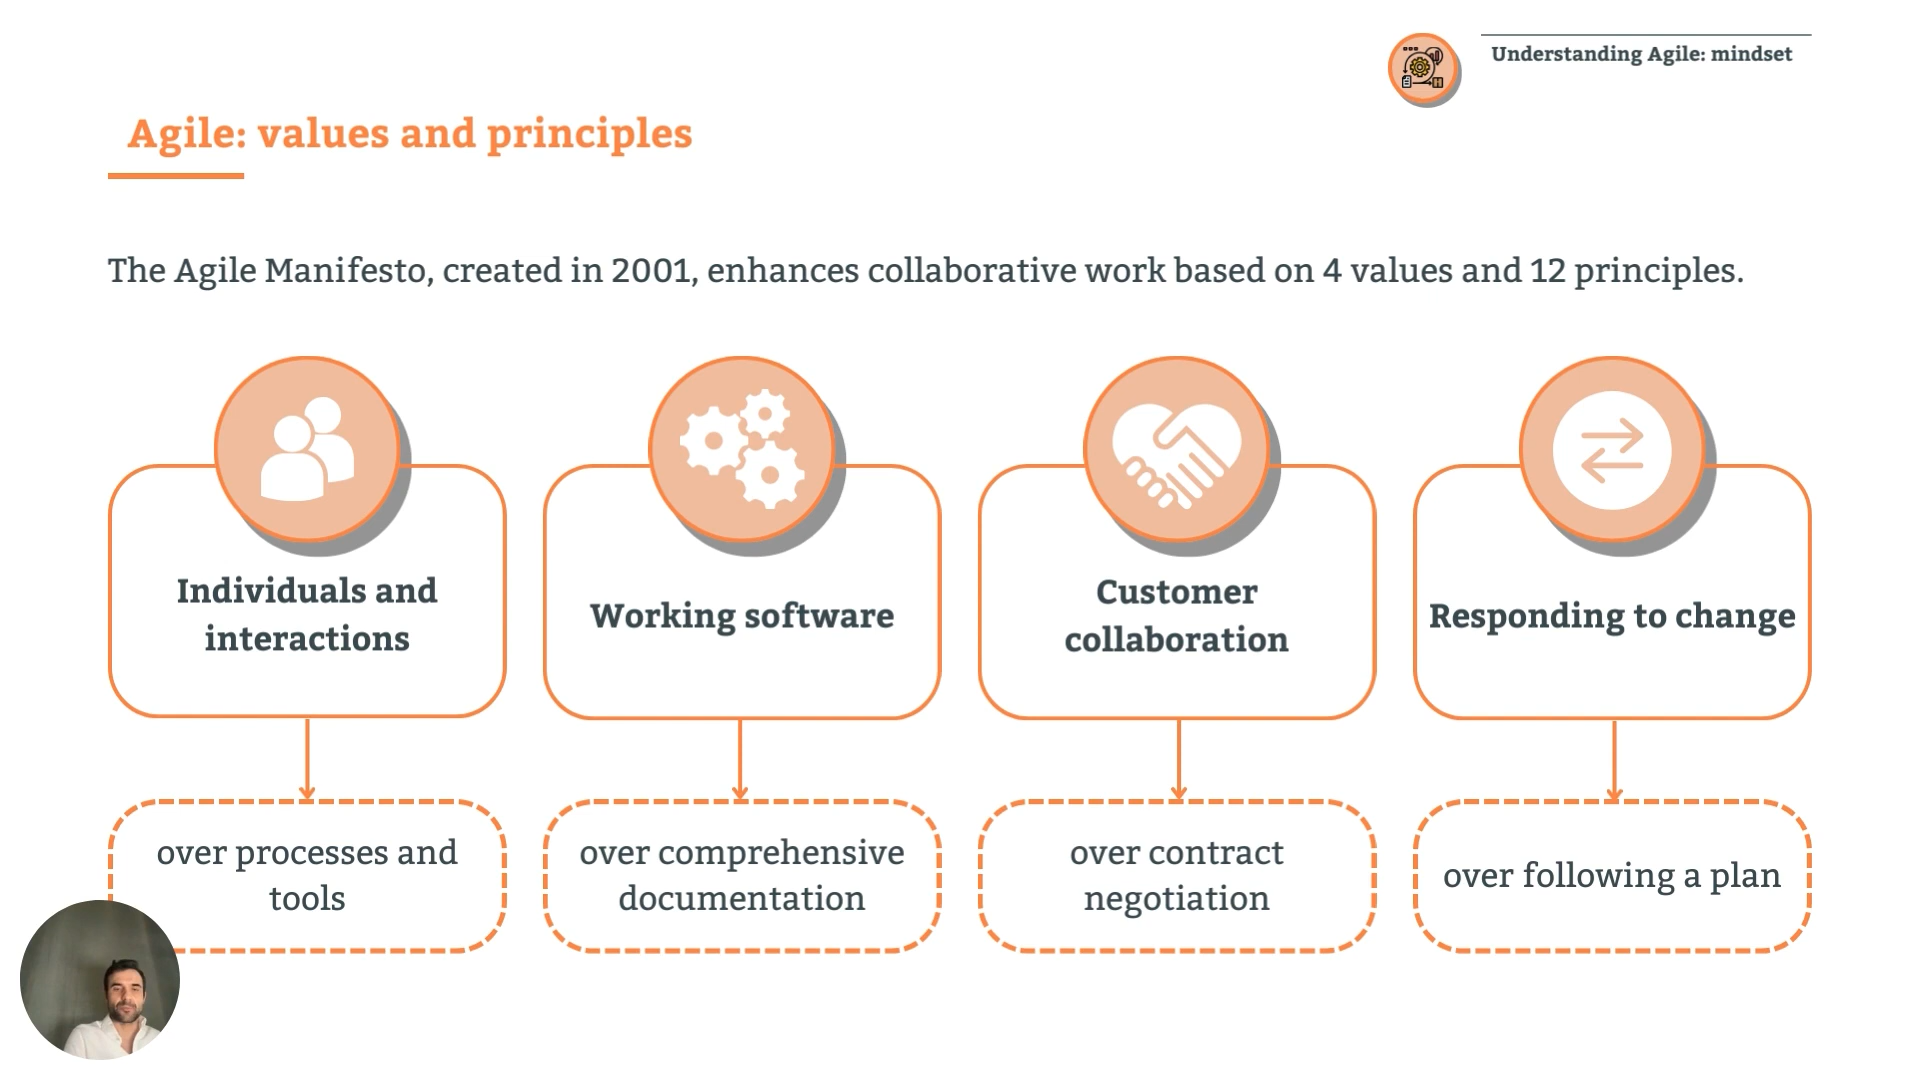 Understanding Agile: mindset
Agile: values and principles
The Agile Manifesto, created in 2001, enhances collaborative work based on 4 values and 12 principles.
Individuals and
interactions
Working software
Customer
collaboration
Responding to change
over processes and
tools
over comprehensive
documentation
over contract
negotiation
over following a plan